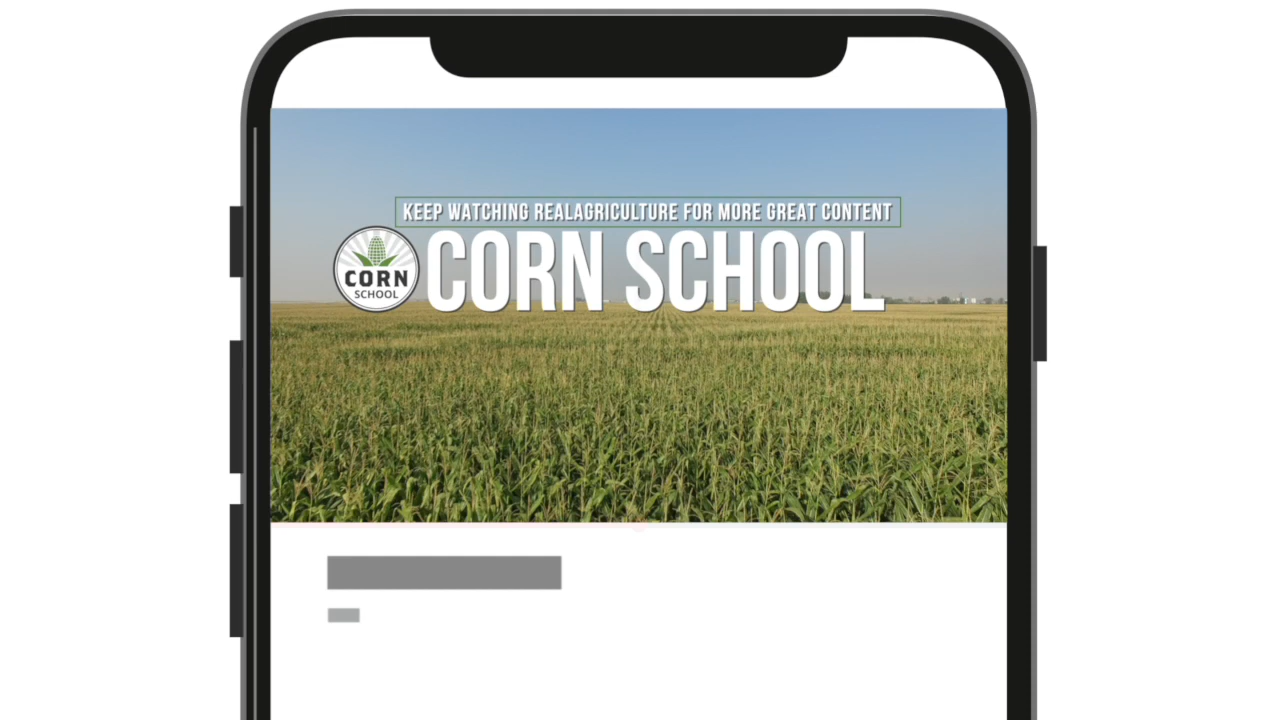 KEEP WATCHING REALAGRICULTURE FOR MORE GREAT CONTENT
CORN SCHOOL
CORN
SCHOOL